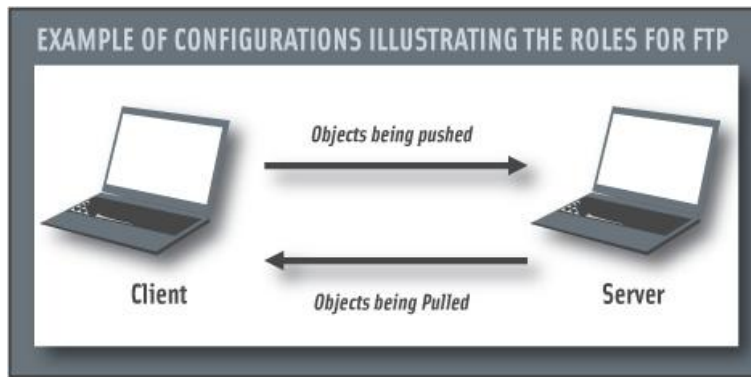 EXAMPLE OF CONFIGURATIONS ILLUSTRATING THE ROLES FOR FTP
Objects being pushed
Client
Server
Objects being Pulled